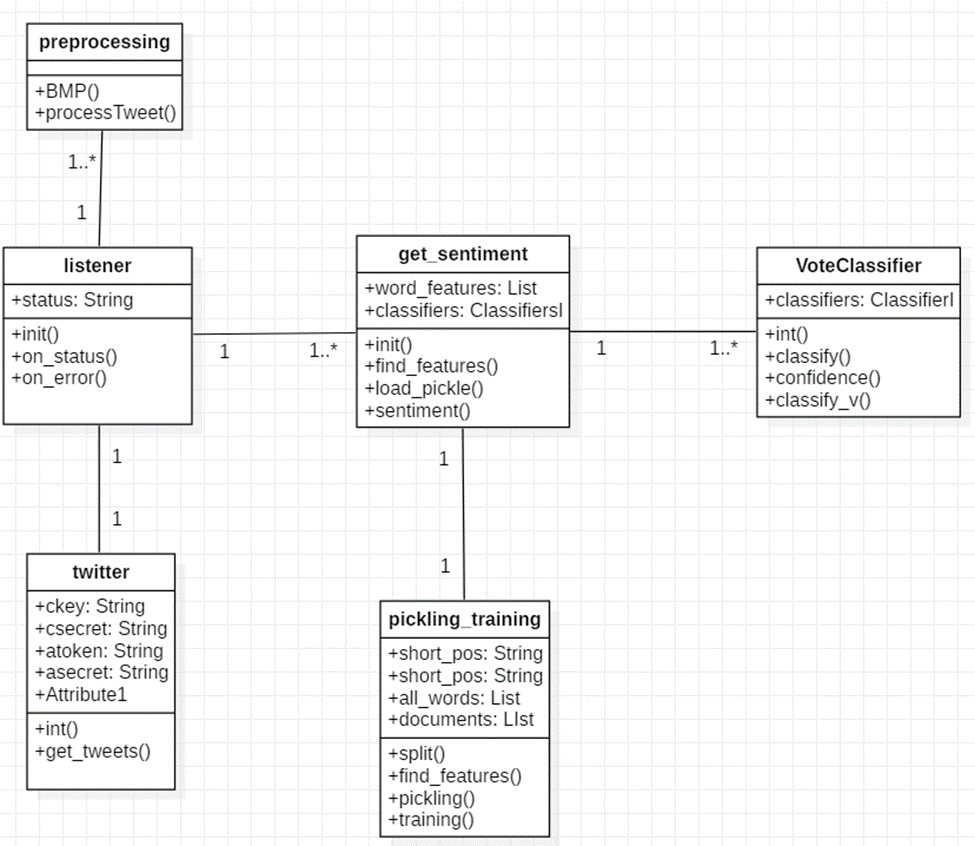 preprocessing
+BMP()
+processTweet()
1..*
1
listener
+status: String
+init()
+on_status()
+on_error()
1
1..*
get_sentiment
+word_features: List
+classifiers: ClassifiersI
+init()
+find_features()
+load_pickle()
+sentiment()
1
1..*
VoteClassifier
+classifiers: ClassifierI
+int()
+classify()
+confidence()
+classify_v()
1
1
twitter
+ckey: String
+csecret: String
+atoken: String
+asecret: String
+Attribute1
+int()
+get_tweets()
1
1
pickling_training
+short_pos: String
+short_pos: String
+all_words: List
+documents: LIst
+split()
+find_features()
+pickling()
+training()